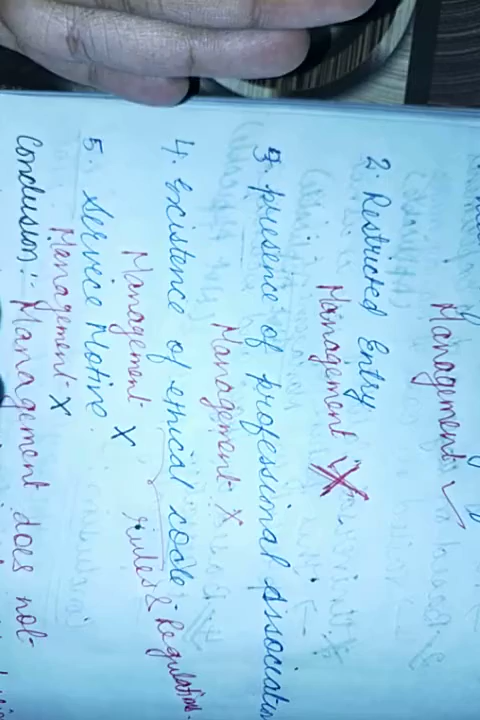 Management ✓
2. Restricted Entry
Management ✓X
3. presence of professional Association
Management X
4. Existence of ethical code
Management X rules & Regulation.
5. Service Motive.
Management X
Conclusion:- Management does not